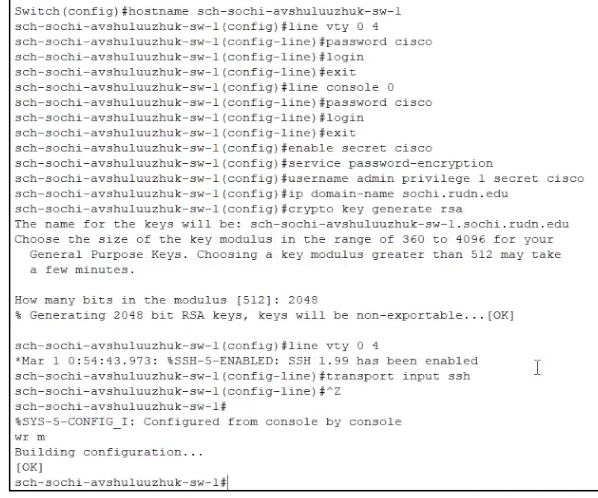 Switch(config)#hostname sch-sochi-avshuluuzhuk-sw-1
sch-sochi-avshuluuzhuk-sw-1(config)#line vty 0 4
sch-sochi-avshuluuzhuk-sw-1(config-line)#password cisco
sch-sochi-avshuluuzhuk-sw-1(config-line)#login
sch-sochi-avshuluuzhuk-sw-1(config-line)#exit
sch-sochi-avshuluuzhuk-sw-1(config)#line console 0
sch-sochi-avshuluuzhuk-sw-1(config-line)#password cisco
sch-sochi-avshuluuzhuk-sw-1(config-line)#login
sch-sochi-avshuluuzhuk-sw-1(config-line)#exit
sch-sochi-avshuluuzhuk-sw-1(config)#enable secret cisco
sch-sochi-avshuluuzhuk-sw-1(config)#service password-encryption
sch-sochi-avshuluuzhuk-sw-1(config)#username admin privilege 1 secret cisco
sch-sochi-avshuluuzhuk-sw-1(config)#ip domain-name sochi.rudn.edu
sch-sochi-avshuluuzhuk-sw-1(config)#crypto key generate rsa
The name for the keys will be: sch-sochi-avshuluuzhuk-sw-1.sochi.rudn.edu
Choose the size of the key modulus in the range of 360 to 4096 for your
General Purpose Keys. Choosing a key modulus greater than 512 may take
a few minutes.
How many bits in the modulus [512]: 2048
% Generating 2048 bit RSA keys, keys will be non-exportable...[OK]
sch-sochi-avshuluuzhuk-sw-1(config)#line vty 0 4
*Mar 1 0:54:43.973: %SSH-5-ENABLED: SSH 1.99 has been enabled
sch-sochi-avshuluuzhuk-sw-1(config-line)#transport input ssh
sch-sochi-avshuluuzhuk-sw-1(config-line)#^Z
sch-sochi-avshuluuzhuk-sw-1#
%SYS-5-CONFIG_I: Configured from console by console
wr m
Building configuration...
[OK]
sch-sochi-avshuluuzhuk-sw-1#